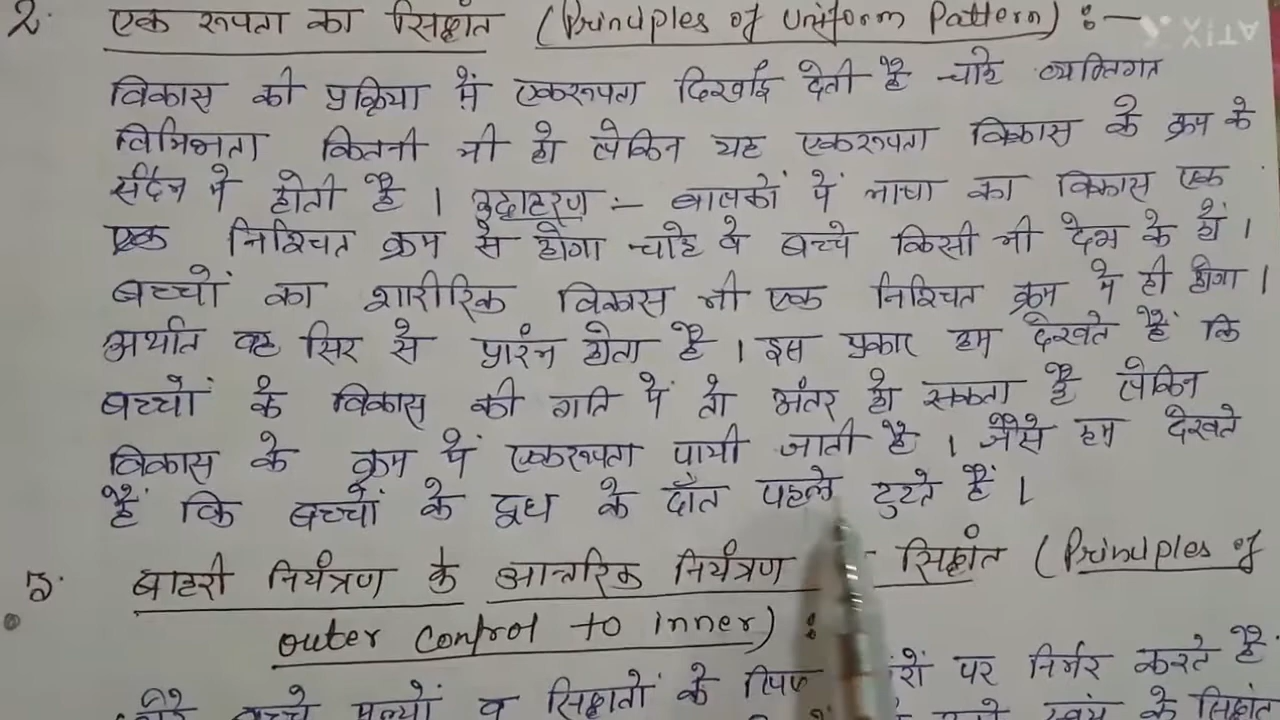 2. एक रूपता का सिद्धांत (Principles of Uniform Pattern) :—
विकास की प्रक्रिया में एकरूपता दिखाई देती है चाहे व्यक्तिगत
विभिन्नता कितनी भी हो लेकिन यह एकरूपता विकास के क्रम के
संदर्भ में होती है । उदाहरण :- बालकों में भाषा का विकास एक
एक निश्चित क्रम से होगा चाहे वे बच्चे किसी भी देश के हों ।
बच्चों का शारीरिक विकास भी एक निश्चित क्रम में ही होगा ।
अर्थात वह सिर से प्रारंभ होता है । इस प्रकार हम देखते हैं कि
बच्चों के विकास की गति में तो अंतर हो सकता है लेकिन
विकास के क्रम में एकरूपता पायी जाती है । जैसे हम देखते
हैं कि बच्चों के दूध के दाँत पहले टुटते हैं ।
बाहरी नियंत्रण के आन्तरिक नियंत्रण सिद्धांत (Principles of
outer control to inner) :
बच्चे मूल्यों व सिद्धातों के पर निर्भर करते हैं
स्वयं के सिद्धांत